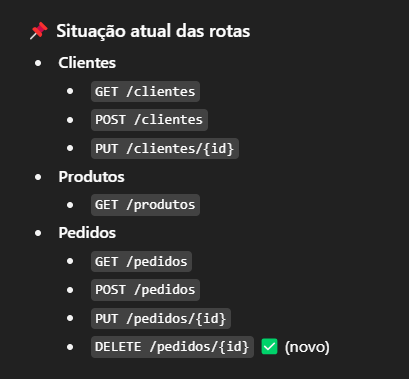 📌 Situação atual das rotas
• Clientes
• GET /clientes
• POST /clientes
• PUT /clientes/{id}
• Produtos
• GET /produtos
• Pedidos
• GET /pedidos
• POST /pedidos
• PUT /pedidos/{id}
• DELETE /pedidos/{id} ✅ (novo)